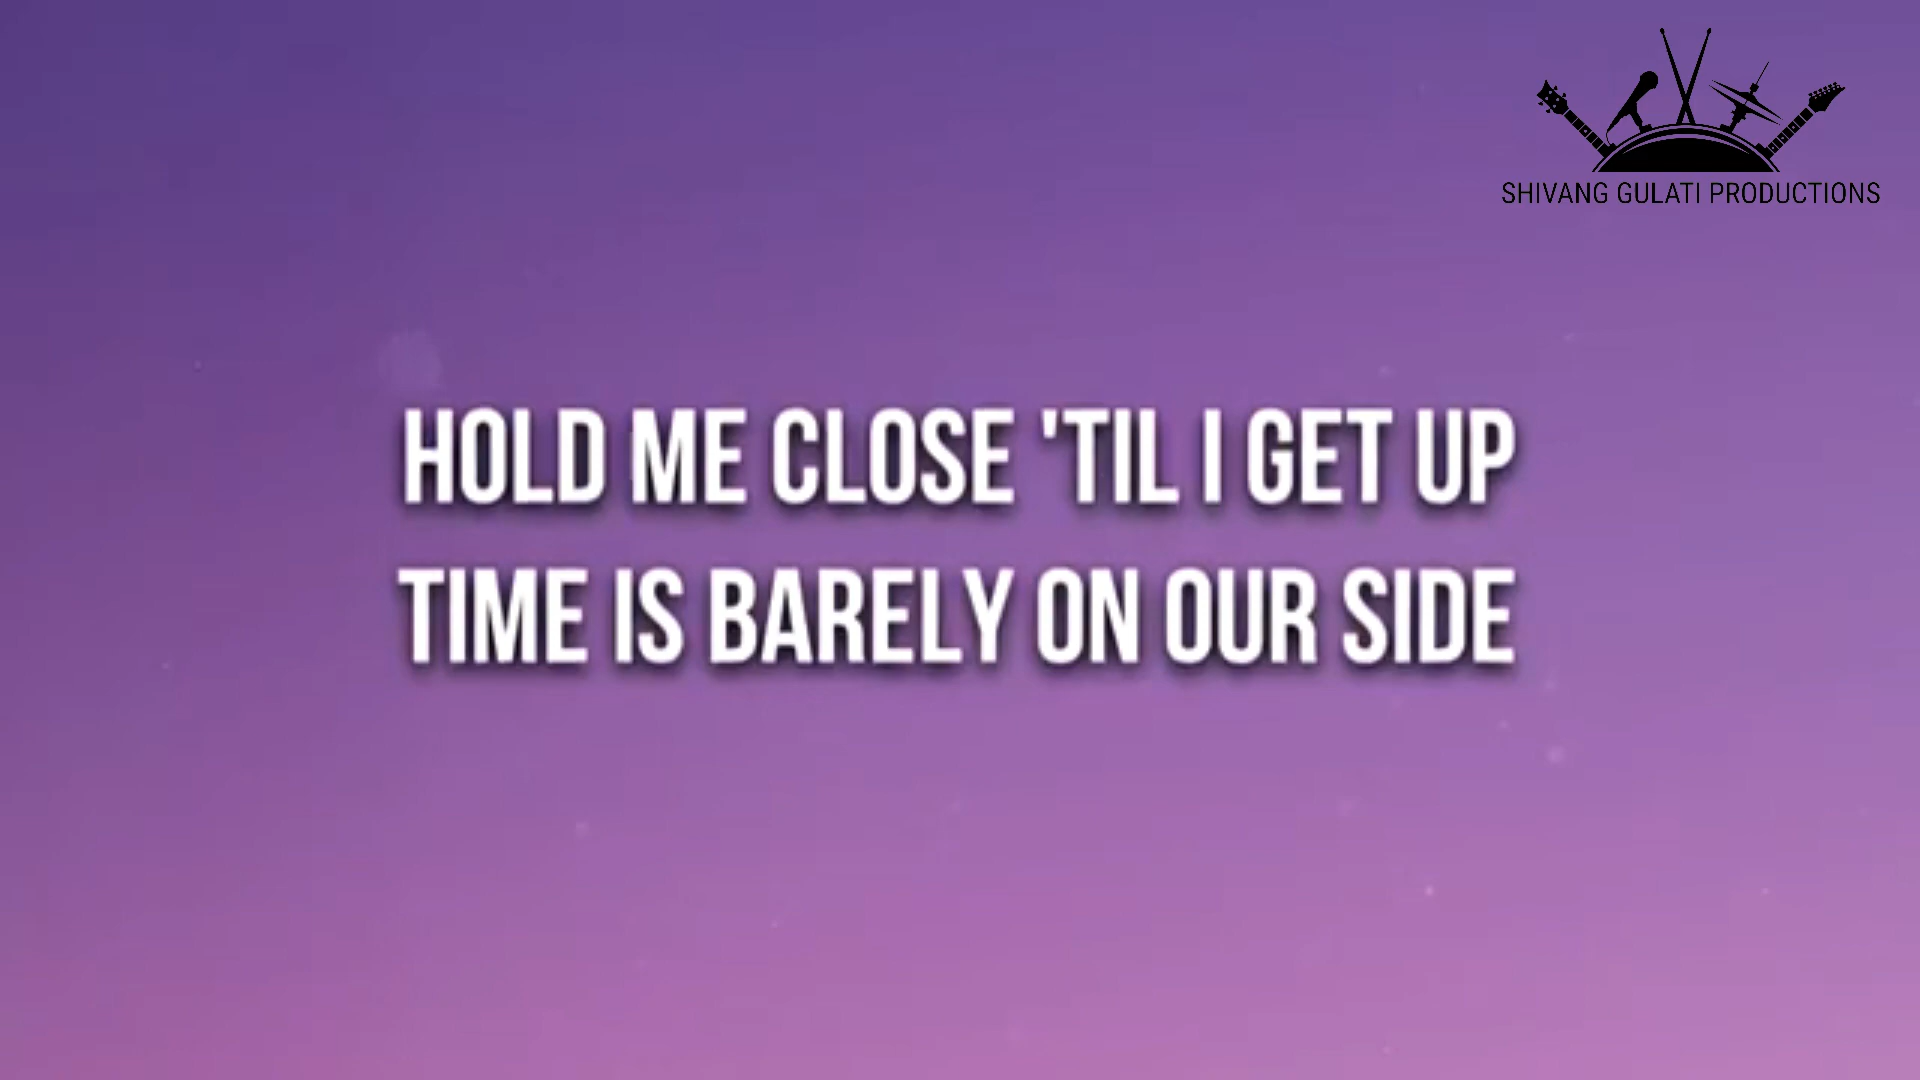 SHIVANG GULATI PRODUCTIONS
HOLD ME CLOSE 'TIL I GET UP
TIME IS BARELY ON OUR SIDE